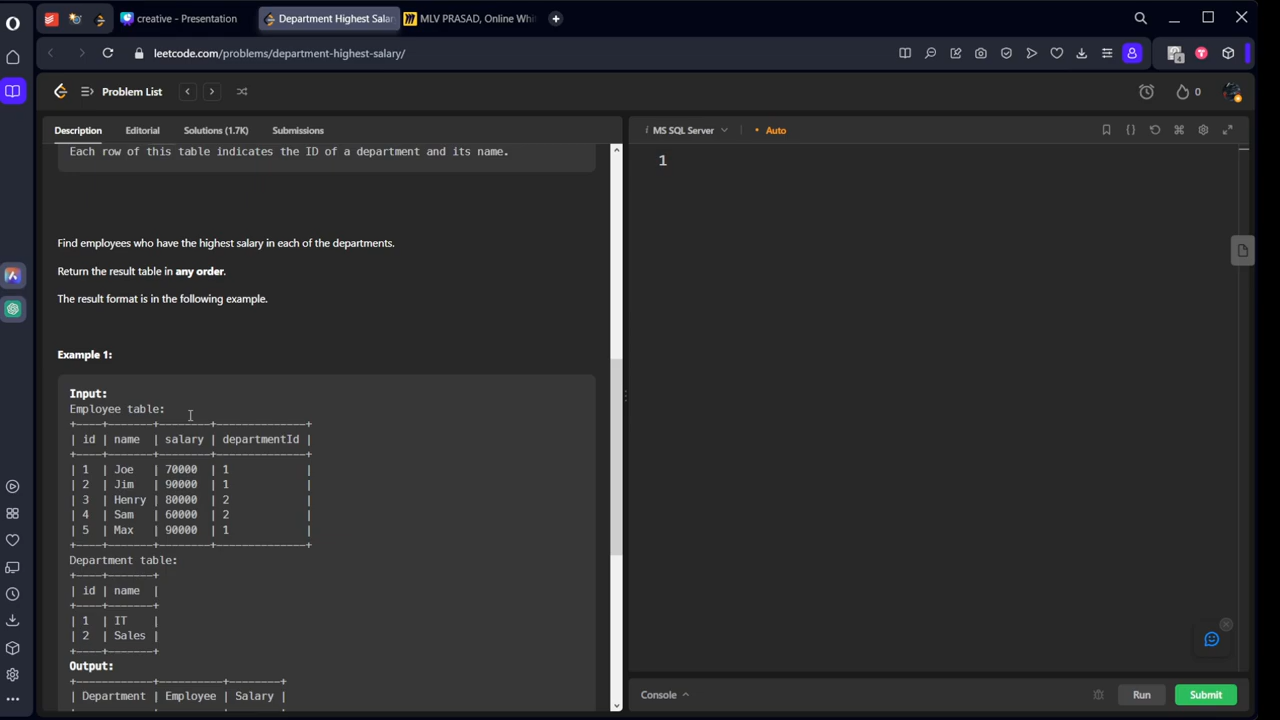 creative - Presentation
Department Highest Salar
MLV PRASAD, Online Whi
leetcode.com/problems/department-highest-salary/
4
Problem List
0
Description
Editorial
Solutions (1.7K)
Submissions
i MS SQL Server
• Auto
Each row of this table indicates the ID of a department and its name.
1
Find employees who have the highest salary in each of the departments.
Return the result table in any order.
The result format is in the following example.
Example 1:
Input:
Employee table:
+----+-------+--------+--------------+
| id | name | salary | departmentId |
+----+-------+--------+--------------+
| 1 | Joe | 70000 | 1 |
| 2 | Jim | 90000 | 1 |
| 3 | Henry | 80000 | 2 |
| 4 | Sam | 60000 | 2 |
| 5 | Max | 90000 | 1 |
+----+-------+--------+--------------+
Department table:
+----+-------+
| id | name |
+----+-------+
| 1 | IT |
| 2 | Sales |
+----+-------+
Output:
+------------+----------+--------+
| Department | Employee | Salary |
Console
Run
Submit